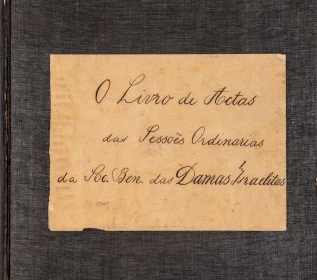 O Livro de Actas
das Sessões Ordinarias
da Soc. Ben. das Damas Israelitas